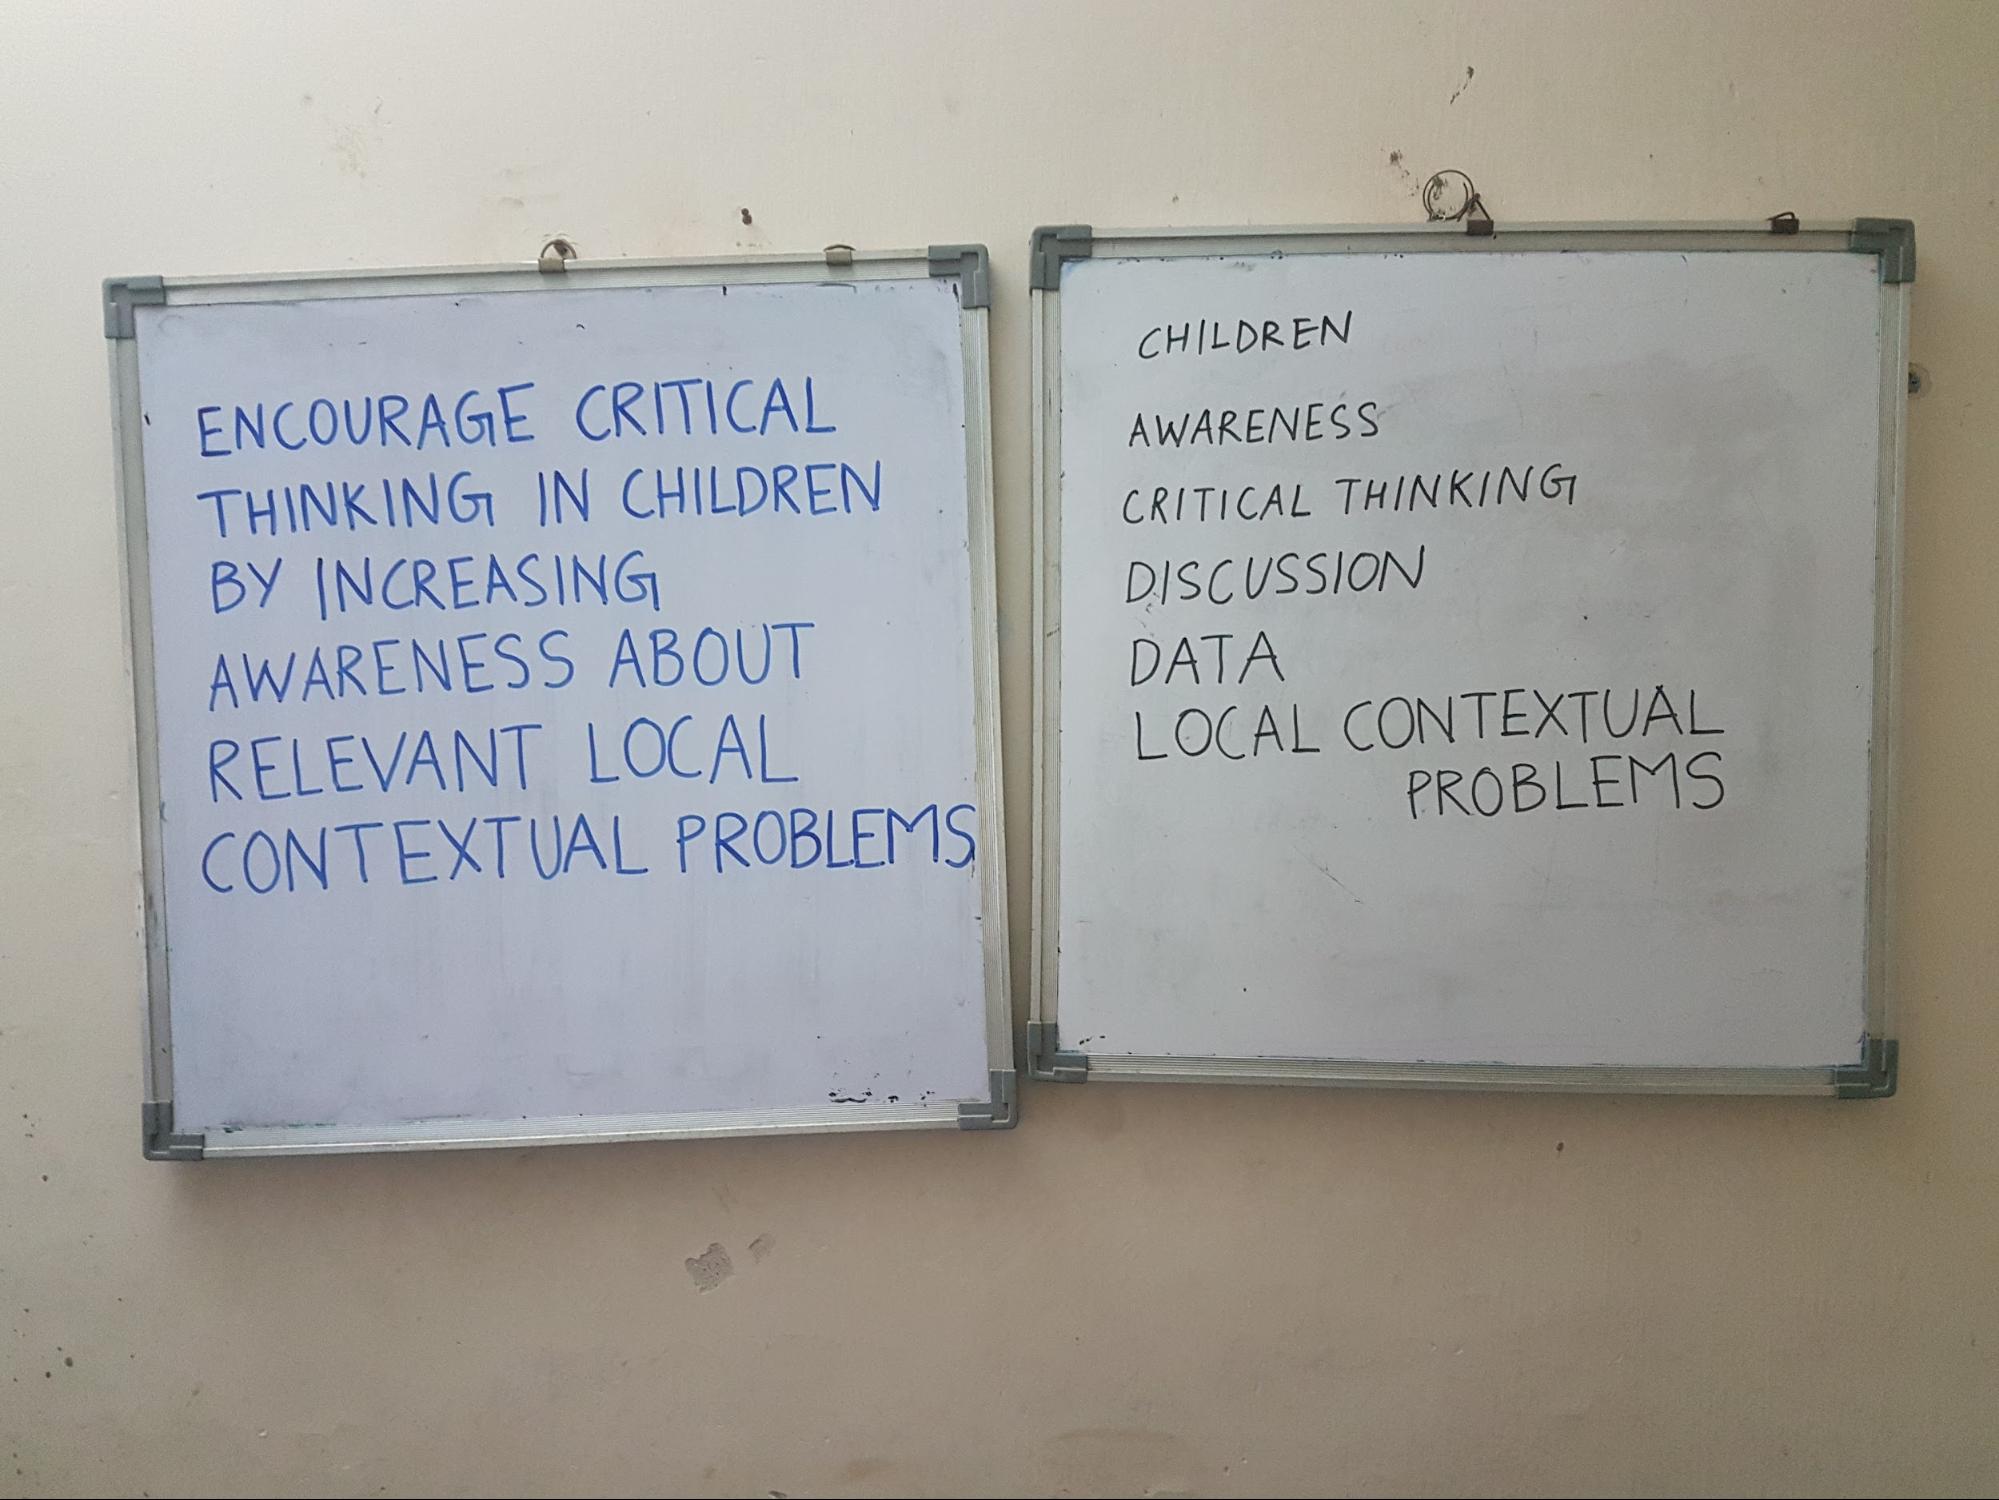 ENCOURAGE CRITICAL
THINKING IN CHILDREN
BY INCREASING
AWARENESS ABOUT
RELEVANT LOCAL
CONTEXTUAL PROBLEMS
CHILDREN
AWARENESS
CRITICAL THINKING
DISCUSSION
DATA
LOCAL CONTEXTUAL
PROBLEMS